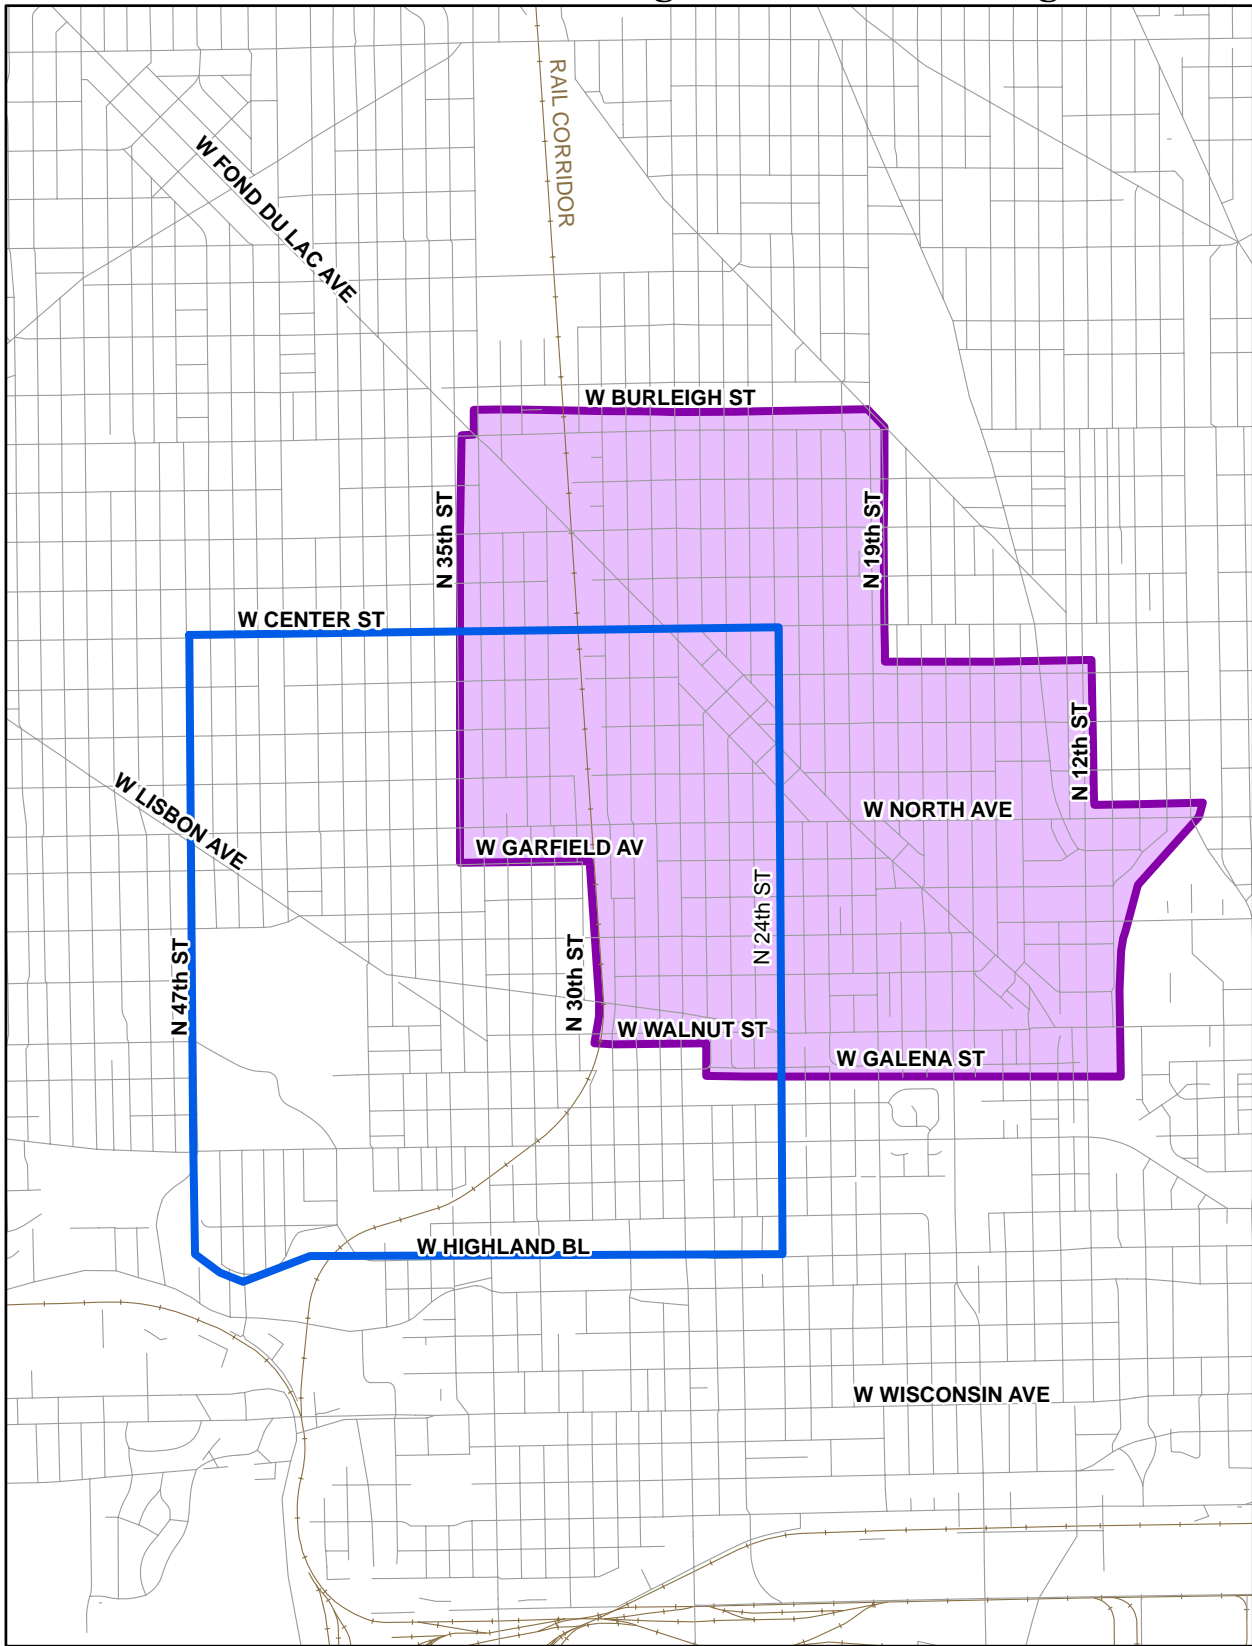 RAIL CORRIDOR
W FOND DU LAC AVE
W BURLEIGH ST
N 35th ST
N 19th ST
W CENTER ST
N 12th ST
W LISBON AVE
W NORTH AVE
W GARFIELD AV
N 24th ST
N 47th ST
N 30th ST
W WALNUT ST
W GALENA ST
W HIGHLAND BL
W WISCONSIN AVE